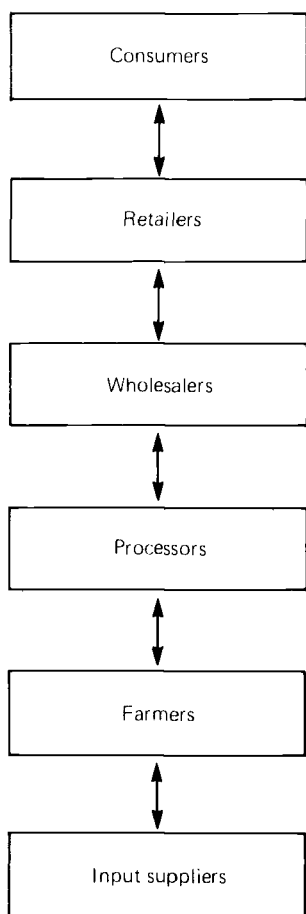 Consumers
Retailers
Wholesalers
Processors
Farmers
Input suppliers